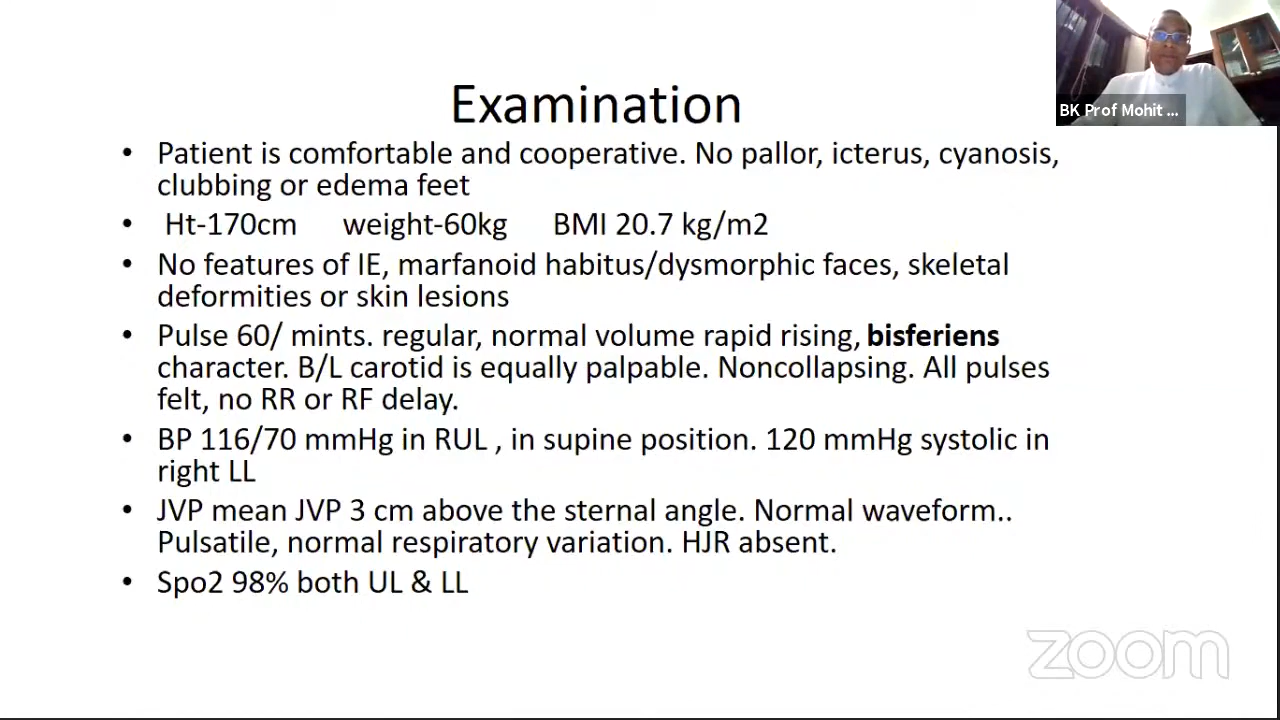 BK Prof Mohit ...
Examination
• Patient is comfortable and cooperative. No pallor, icterus, cyanosis,
clubbing or edema feet
• Ht-170cm weight-60kg BMI 20.7 kg/m2
• No features of IE, marfanoid habitus/dysmorphic faces, skeletal
deformities or skin lesions
• Pulse 60/ mints. regular, normal volume rapid rising, bisferiens
character. B/L carotid is equally palpable. Noncollapsing. All pulses
felt, no RR or RF delay.
• BP 116/70 mmHg in RUL , in supine position. 120 mmHg systolic in
right LL
• JVP mean JVP 3 cm above the sternal angle. Normal waveform..
Pulsatile, normal respiratory variation. HJR absent.
• Spo2 98% both UL & LL
zoom